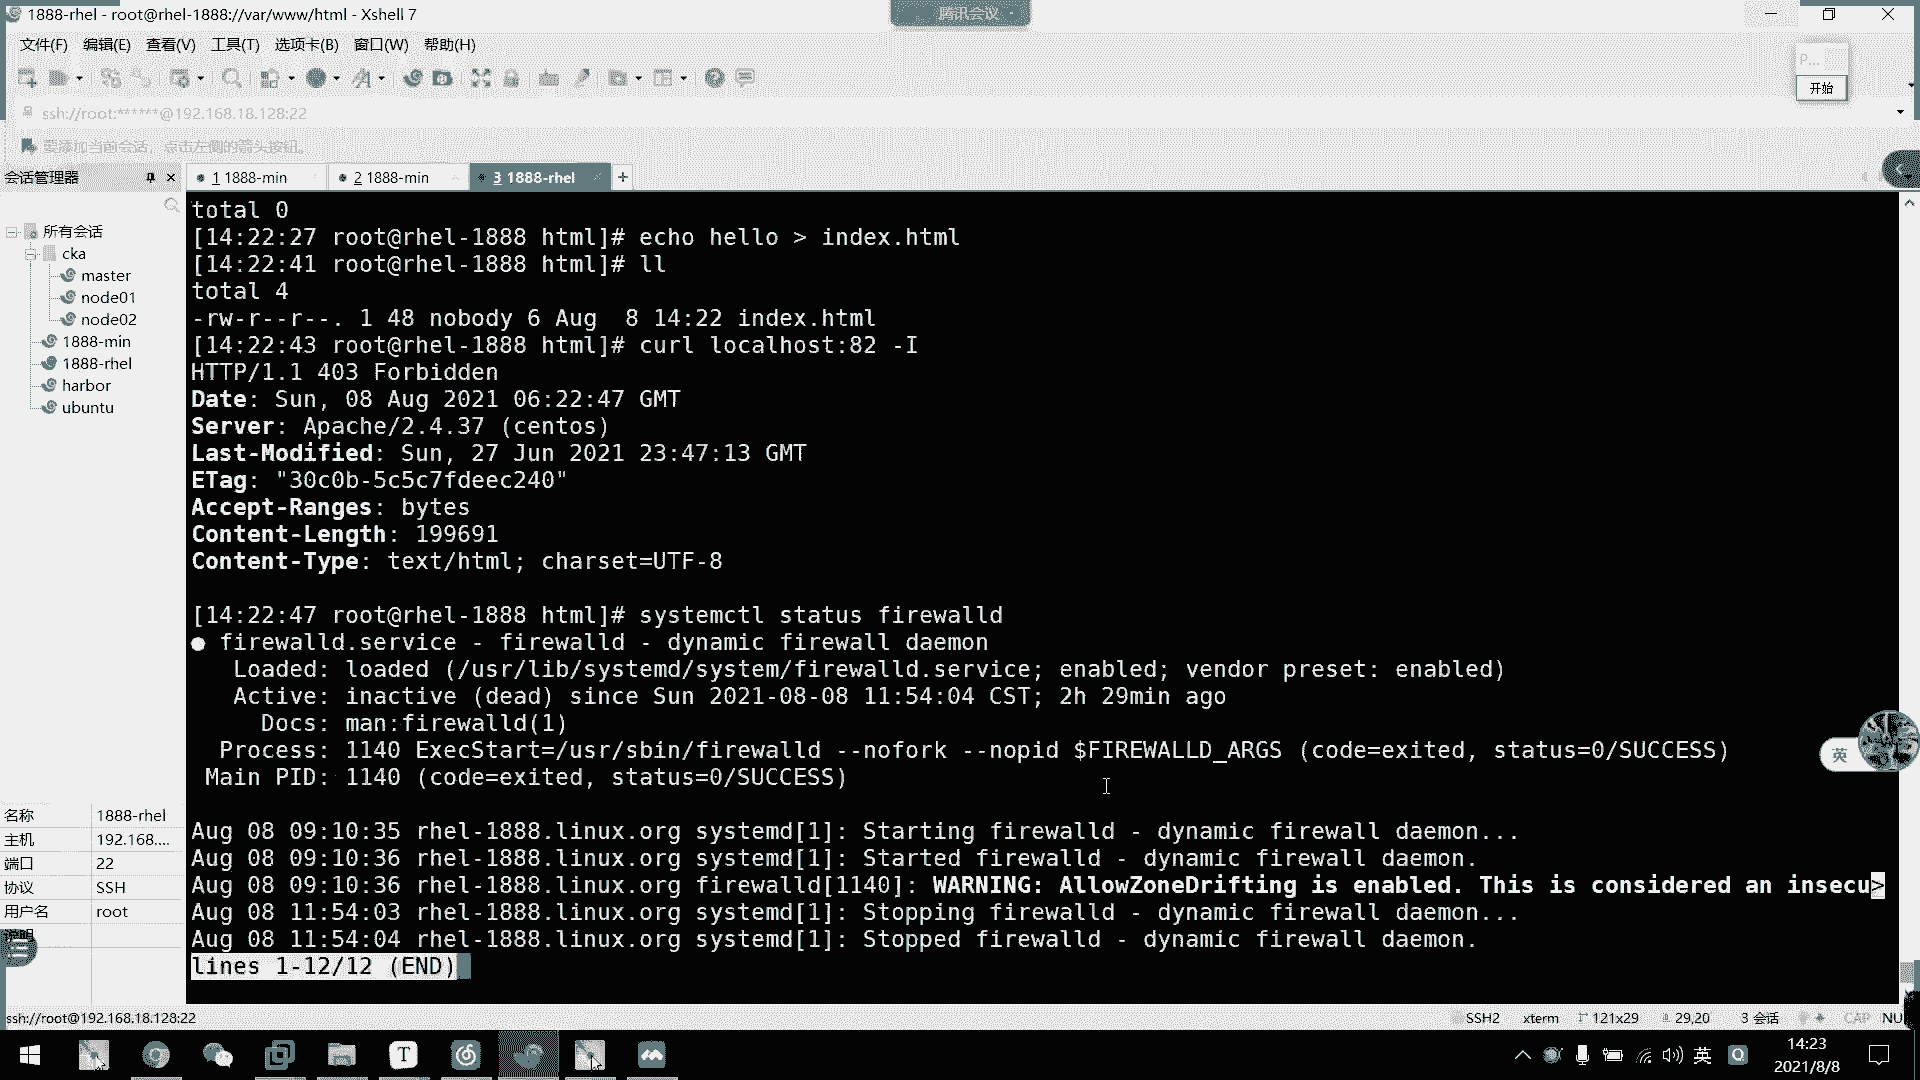 1888-rhel - root@rhel-1888://var/www/html - Xshell 7
腾讯会议
文件(F) 编辑(E) 查看(V) 工具(T) 选项卡(B) 窗口(W) 帮助(H)
P...
开始
ssh://root:******@192.168.18.128:22
要添加当前会话，点击左侧的箭头按钮。
会话管理器
1 1888-min
2 1888-min
3 1888-rhel
所有会话
cka
master
node01
node02
1888-min
1888-rhel
harbor
ubuntu
total 0
[14:22:27 root@rhel-1888 html]# echo hello > index.html
[14:22:41 root@rhel-1888 html]# ll
total 4
-rw-r--r--. 1 48 nobody 6 Aug  8 14:22 index.html
[14:22:43 root@rhel-1888 html]# curl localhost:82 -I
HTTP/1.1 403 Forbidden
Date: Sun, 08 Aug 2021 06:22:47 GMT
Server: Apache/2.4.37 (centos)
Last-Modified: Sun, 27 Jun 2021 23:47:13 GMT
ETag: "30c0b-5c5c7fdeec240"
Accept-Ranges: bytes
Content-Length: 199691
Content-Type: text/html; charset=UTF-8
[14:22:47 root@rhel-1888 html]# systemctl status firewalld
● firewalld.service - firewalld - dynamic firewall daemon
Loaded: loaded (/usr/lib/systemd/system/firewalld.service; enabled; vendor preset: enabled)
Active: inactive (dead) since Sun 2021-08-08 11:54:04 CST; 2h 29min ago
Docs: man:firewalld(1)
Process: 1140 ExecStart=/usr/sbin/firewalld --nofork --nopid $FIREWALLD_ARGS (code=exited, status=0/SUCCESS)
Main PID: 1140 (code=exited, status=0/SUCCESS)
Aug 08 09:10:35 rhel-1888.linux.org systemd[1]: Starting firewalld - dynamic firewall daemon...
Aug 08 09:10:36 rhel-1888.linux.org systemd[1]: Started firewalld - dynamic firewall daemon.
Aug 08 09:10:36 rhel-1888.linux.org firewalld[1140]: WARNING: AllowZoneDrifting is enabled. This is considered an insecu>
Aug 08 11:54:03 rhel-1888.linux.org systemd[1]: Stopping firewalld - dynamic firewall daemon...
Aug 08 11:54:04 rhel-1888.linux.org systemd[1]: Stopped firewalld - dynamic firewall daemon.
lines 1-12/12 (END)
名称 1888-rhel
主机 192.168....
端口 22
协议 SSH
用户名 root
说明
英
ssh://root@192.168.18.128:22
SSH2 xterm 121x29 29,20 3 会话 CAP NU
英
14:23
2021/8/8